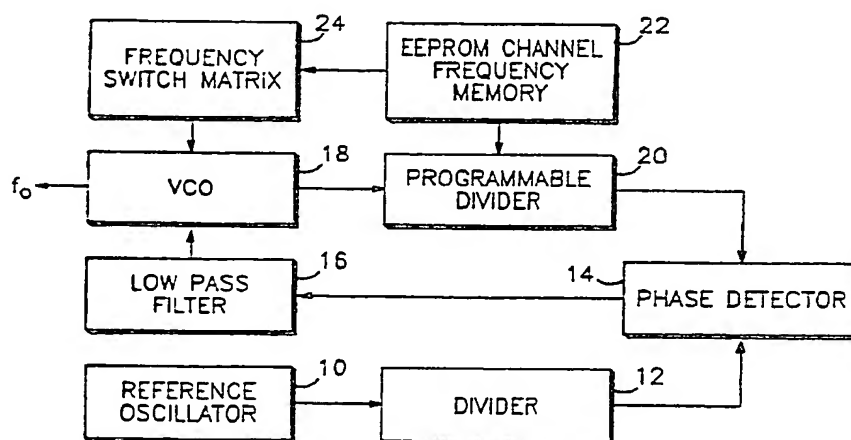 24
FREQUENCY
SWITCH MATRiX
22
EEPROM CHANNEL
FREQUENCY
MEMORY
fo
18
VCO
20
PROGRAMMABLE
DIVIDER
16
LOW PASS
FILTER
14
PHASE DETECTOR
10
REFERENCE
OSCILLATOR
12
DIVIDER